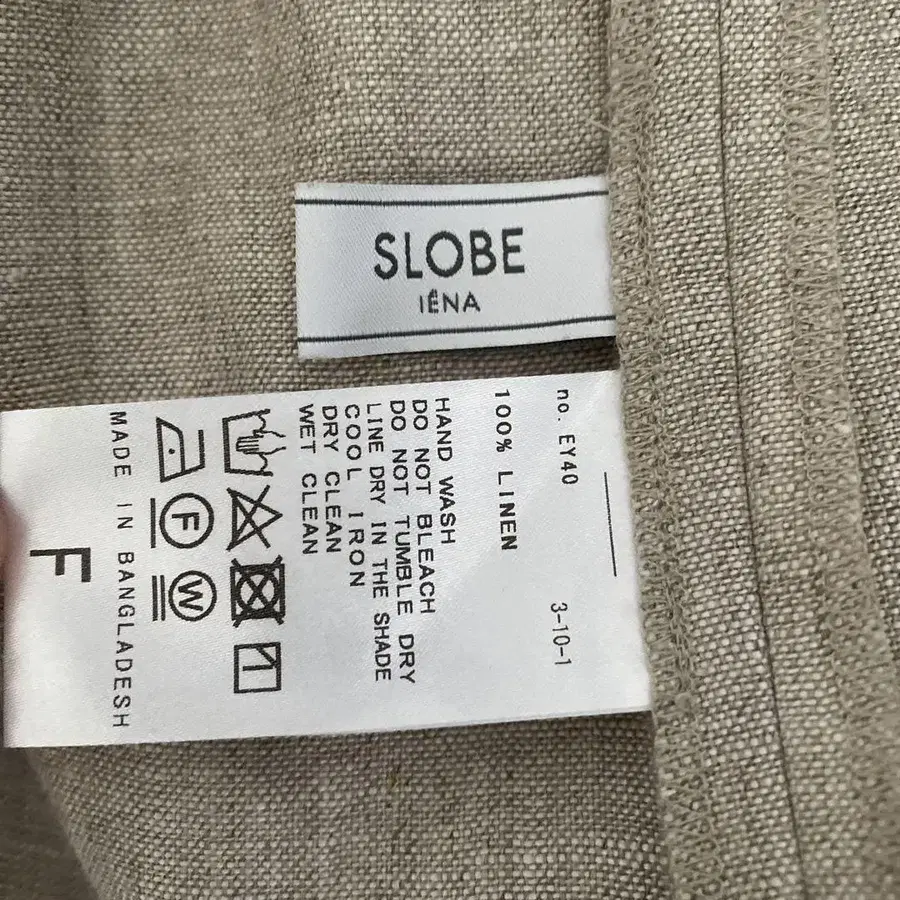 SLOBE
IÉNA
no. EY40 3-10-1
100% LINEN
HAND WASH
DO NOT BLEACH
DO NOT TUMBLE DRY
LINE DRY IN THE SHADE
COOL IRON
DRY CLEAN
WET CLEAN
F W
MADE IN BANGLADESH
F